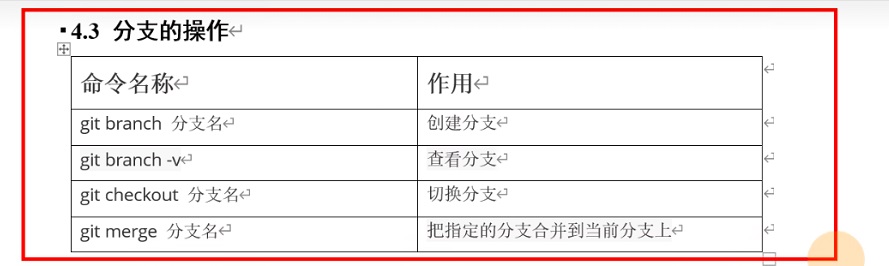 4.3 分支的操作
命令名称 作用
git branch 分支名 创建分支
git branch -v 查看分支
git checkout 分支名 切换分支
git merge 分支名 把指定的分支合并到当前分支上